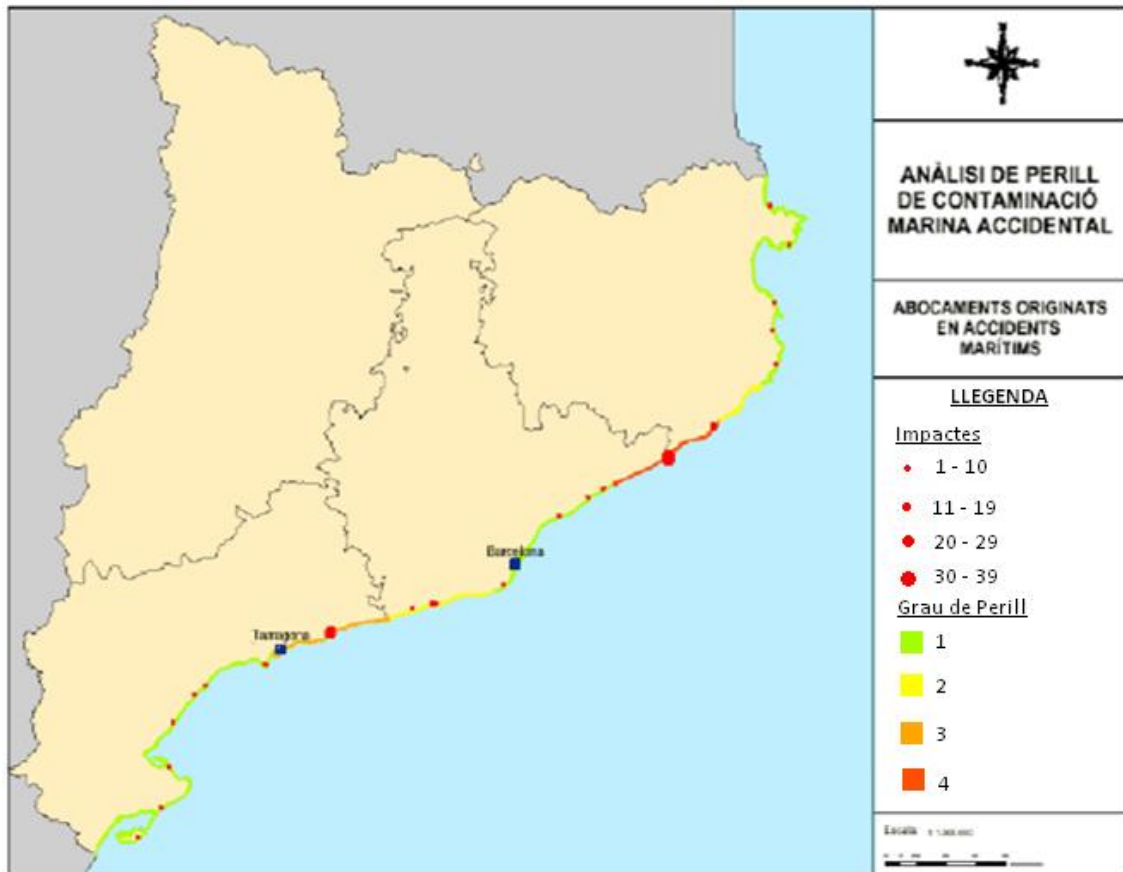 ANÀLISI DE PERILL
DE CONTAMINACIÓ
MARINA ACCIDENTAL
ABOCAMENTS ORIGINATS
EN ACCIDENTS
MARÍTIMS
LLEGENDA
Impactes
1 - 10
11 - 19
20 - 29
30 - 39
Grau de Perill
1
2
3
4
Escala
Barcelona
Tarragona